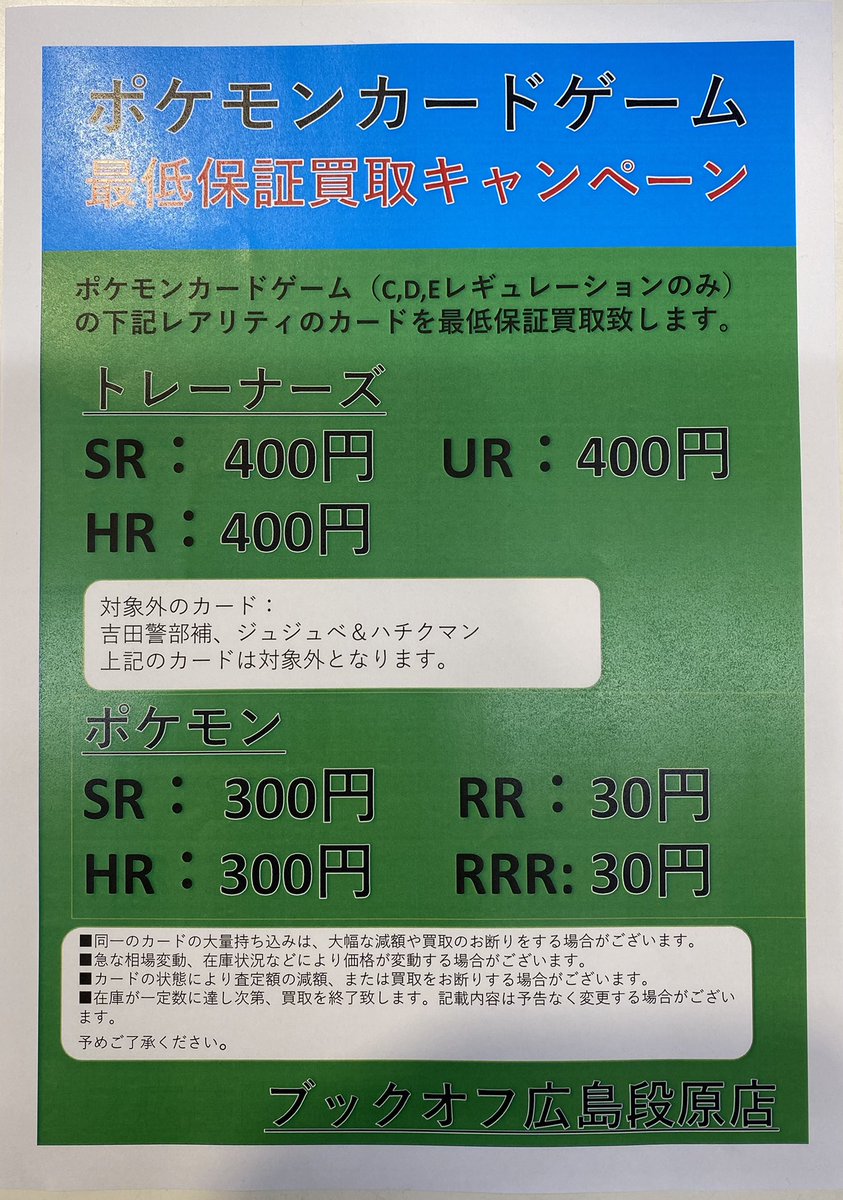 ポケモンカードゲーム
最低保証買取キャンペーン
ポケモンカードゲーム（C,D,Eレギュレーションのみ）
の下記レアリティのカードを最低保証買取致します。
トレーナーズ
SR： 400円 UR：400円
HR：400円
対象外のカード：
吉田警部補、ジュジュベ＆ハチクマン
上記のカードは対象外となります。
ポケモン
SR： 300円 RR：30円
HR：300円 RRR: 30円
■同一のカードの大量持ち込みは、大幅な減額や買取のお断りをする場合がございます。
■急な相場変動、在庫状況などにより価格が変動する場合がございます。
■カードの状態により査定額の減額、または買取をお断りする場合がございます。
■在庫が一定数に達し次第、買取を終了致します。記載内容は予告なく変更する場合がござい
ます。
予めご了承ください。
ブックオフ広島段原店